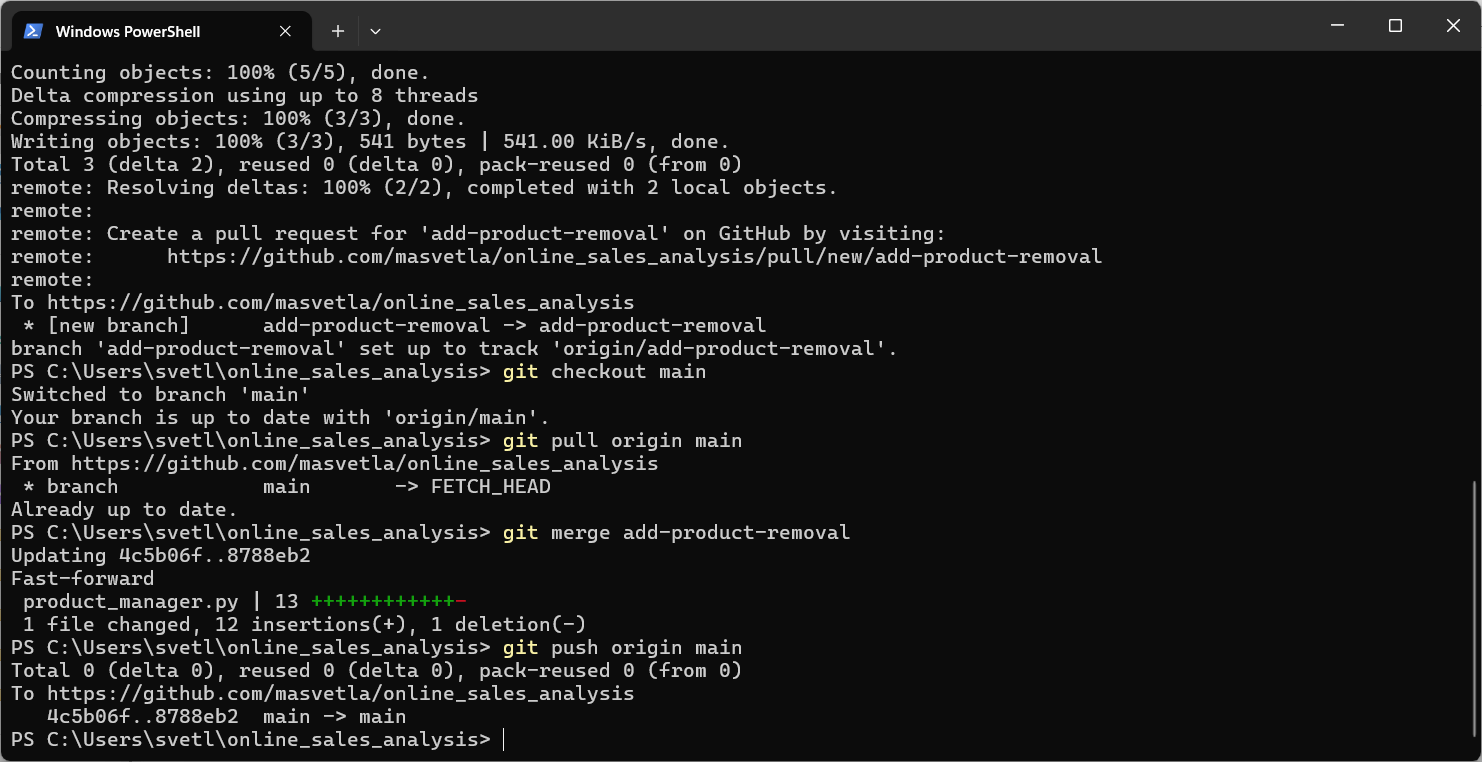 Windows PowerShell
Counting objects: 100% (5/5), done.
Delta compression using up to 8 threads
Compressing objects: 100% (3/3), done.
Writing objects: 100% (3/3), 541 bytes | 541.00 KiB/s, done.
Total 3 (delta 2), reused 0 (delta 0), pack-reused 0 (from 0)
remote: Resolving deltas: 100% (2/2), completed with 2 local objects.
remote:
remote: Create a pull request for 'add-product-removal' on GitHub by visiting:
remote:      https://github.com/masvetla/online_sales_analysis/pull/new/add-product-removal
remote:
To https://github.com/masvetla/online_sales_analysis
 * [new branch]      add-product-removal -> add-product-removal
branch 'add-product-removal' set up to track 'origin/add-product-removal'.
PS C:\Users\svetl\online_sales_analysis> git checkout main
Switched to branch 'main'
Your branch is up to date with 'origin/main'.
PS C:\Users\svetl\online_sales_analysis> git pull origin main
From https://github.com/masvetla/online_sales_analysis
 * branch            main       -> FETCH_HEAD
Already up to date.
PS C:\Users\svetl\online_sales_analysis> git merge add-product-removal
Updating 4c5b06f..8788eb2
Fast-forward
 product_manager.py | 13 ++++++++++++-
 1 file changed, 12 insertions(+), 1 deletion(-)
PS C:\Users\svetl\online_sales_analysis> git push origin main
Total 0 (delta 0), reused 0 (delta 0), pack-reused 0 (from 0)
To https://github.com/masvetla/online_sales_analysis
   4c5b06f..8788eb2  main -> main
PS C:\Users\svetl\online_sales_analysis>